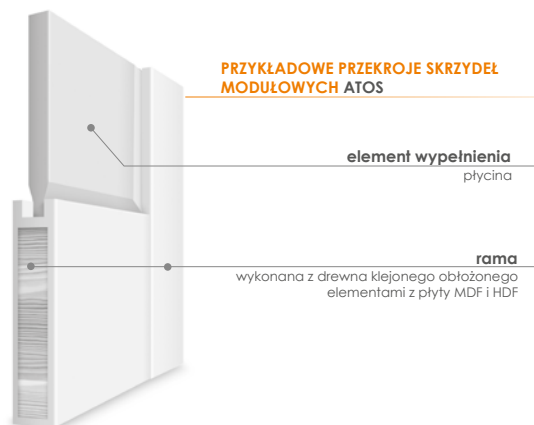 PRZYKŁADOWE PRZEKROJE SKRZYDEŁ
MODUŁOWYCH ATOS
element wypełnienia
płycina
rama
wykonana z drewna klejonego obłożonego
elementami z płyty MDF i HDF